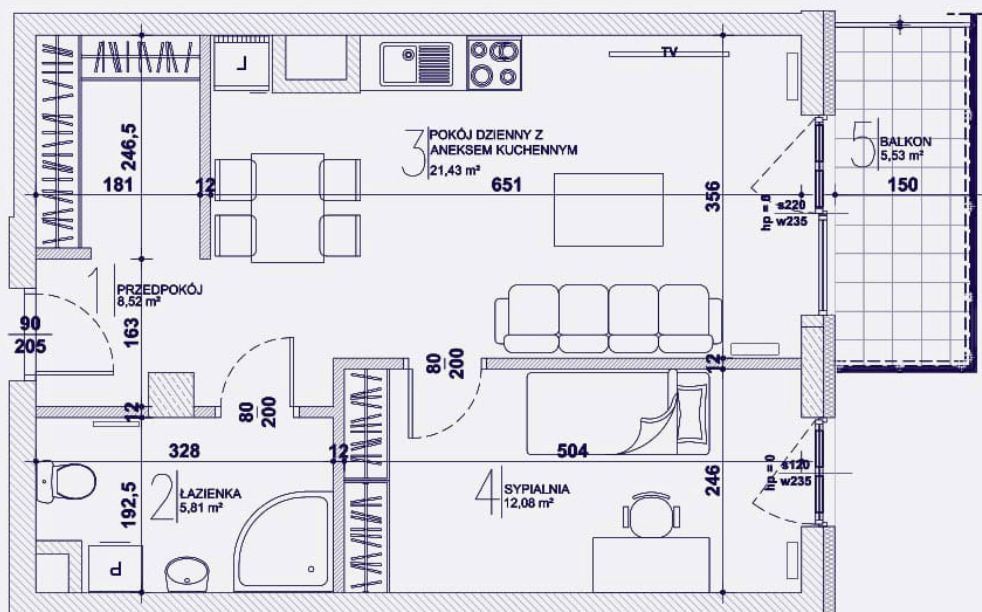 L
TV
3 POKÓJ DZIENNY Z
ANEKSEM KUCHENNYM
21,43 m²
5 BALKON
5,53 m²
246,5
181
12
651
356
150
hp = 0
s220
w235
1 PRZEDPOKÓJ
8,52 m²
90
205
163
80
200
12
12
80
200
328
12
504
246
hp = 0
s120
w235
192,5
2 ŁAZIENKA
5,81 m²
4 SYPIALNIA
12,08 m²
P